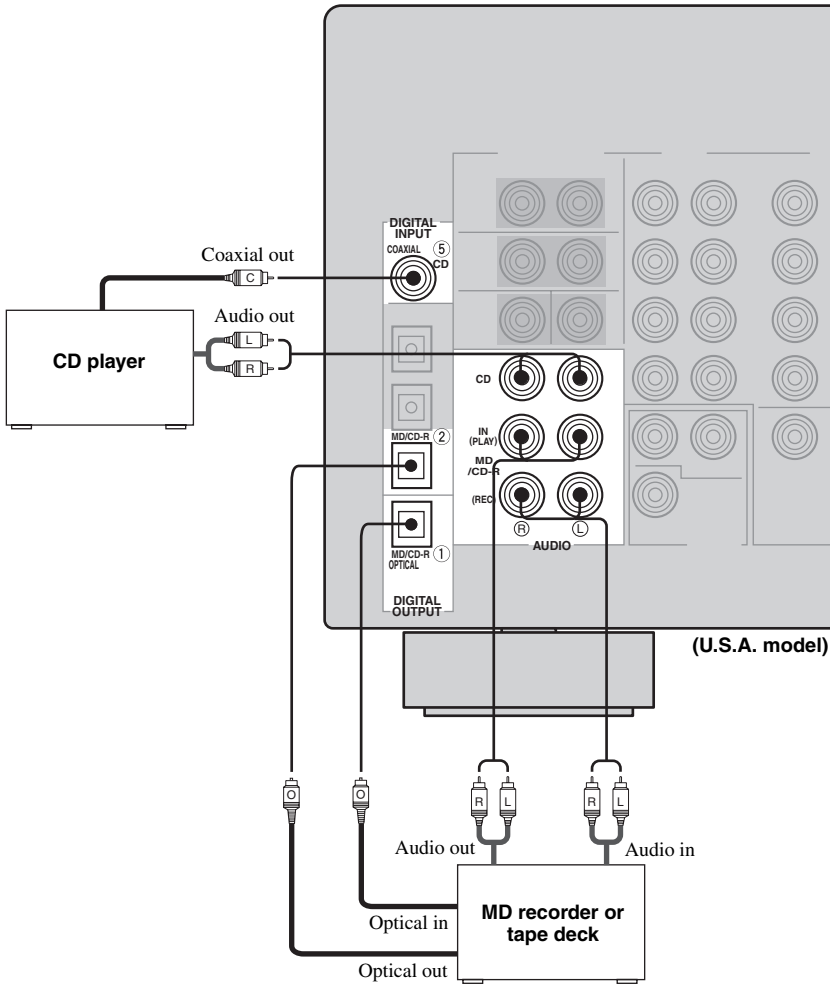 DIGITAL
INPUT
COAXIAL ⑤
CD
Coaxial out
C
Audio out
L
R
CD player
CD
IN
(PLAY)
MD
/CD-R
(REC)
R L
AUDIO
MD/CD-R ②
MD/CD-R ①
OPTICAL
DIGITAL
OUTPUT
(U.S.A. model)
O O
R L R L
Audio out
Audio in
MD recorder or
tape deck
Optical in
Optical out